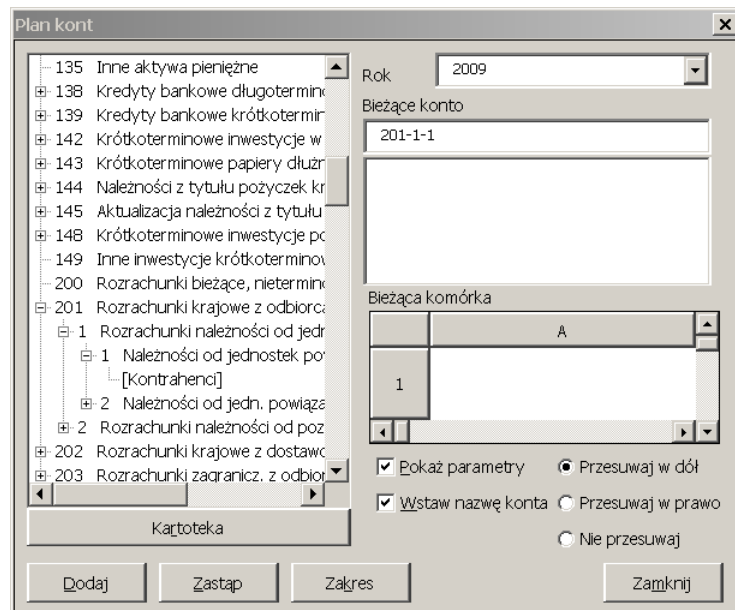 Plan kont
135 Inne aktywa pieniężne
138 Kredyty bankowe długotermin
139 Kredyty bankowe krótkotermir
142 Krótkoterminowe inwestycje w
143 Krótkoterminowe papiery dłużn
144 Należności z tytułu pożyczek kr
145 Aktualizacja należności z tytułu
148 Krótkoterminowe inwestycje po
149 Inne inwestycje krótkoterminov
200 Rozrachunki bieżące, nietermino
201 Rozrachunki krajowe z odbiorca
1 Rozrachunki należności od jedn
1 Należności od jednostek pov
[Kontrahenci]
2 Należności od jedn. powiąza
2 Rozrachunki należności od poz
202 Rozrachunki krajowe z dostawc
203 Rozrachunki zagranicz. z odbior
Kartoteka
Rok 2009
Bieżące konto
201-1-1
Bieżąca komórka
A
1
Pokaż parametry
Przesuwaj w dół
Wstaw nazwę konta
Przesuwaj w prawo
Nie przesuwaj
Dodaj Zastąp Zakres Zamknij